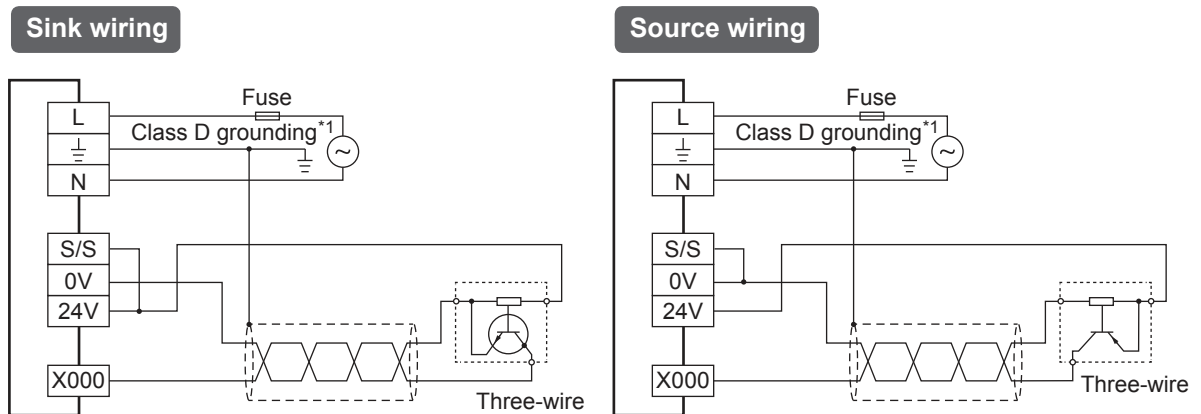 Sink wiring
Fuse
L
Class D grounding*1
N
S/S
0V
24V
X000
Three-wire
Source wiring
Fuse
L
Class D grounding*1
N
S/S
0V
24V
X000
Three-wire